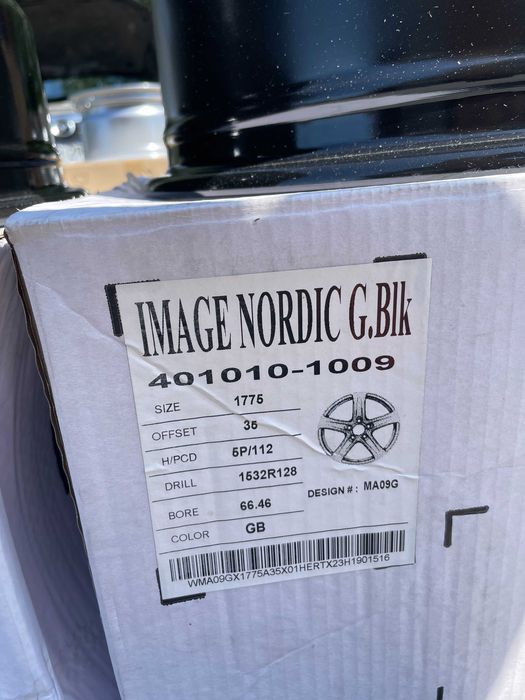 IMAGE NORDIC G.Blk
401010-1009
SIZE 1775
OFFSET 35
H/PCD 5P/112
DRILL 1532R128
BORE 66.46
COLOR GB
DESIGN # : MA09G
WMA09GX1775A35X01HERTX23H1901516